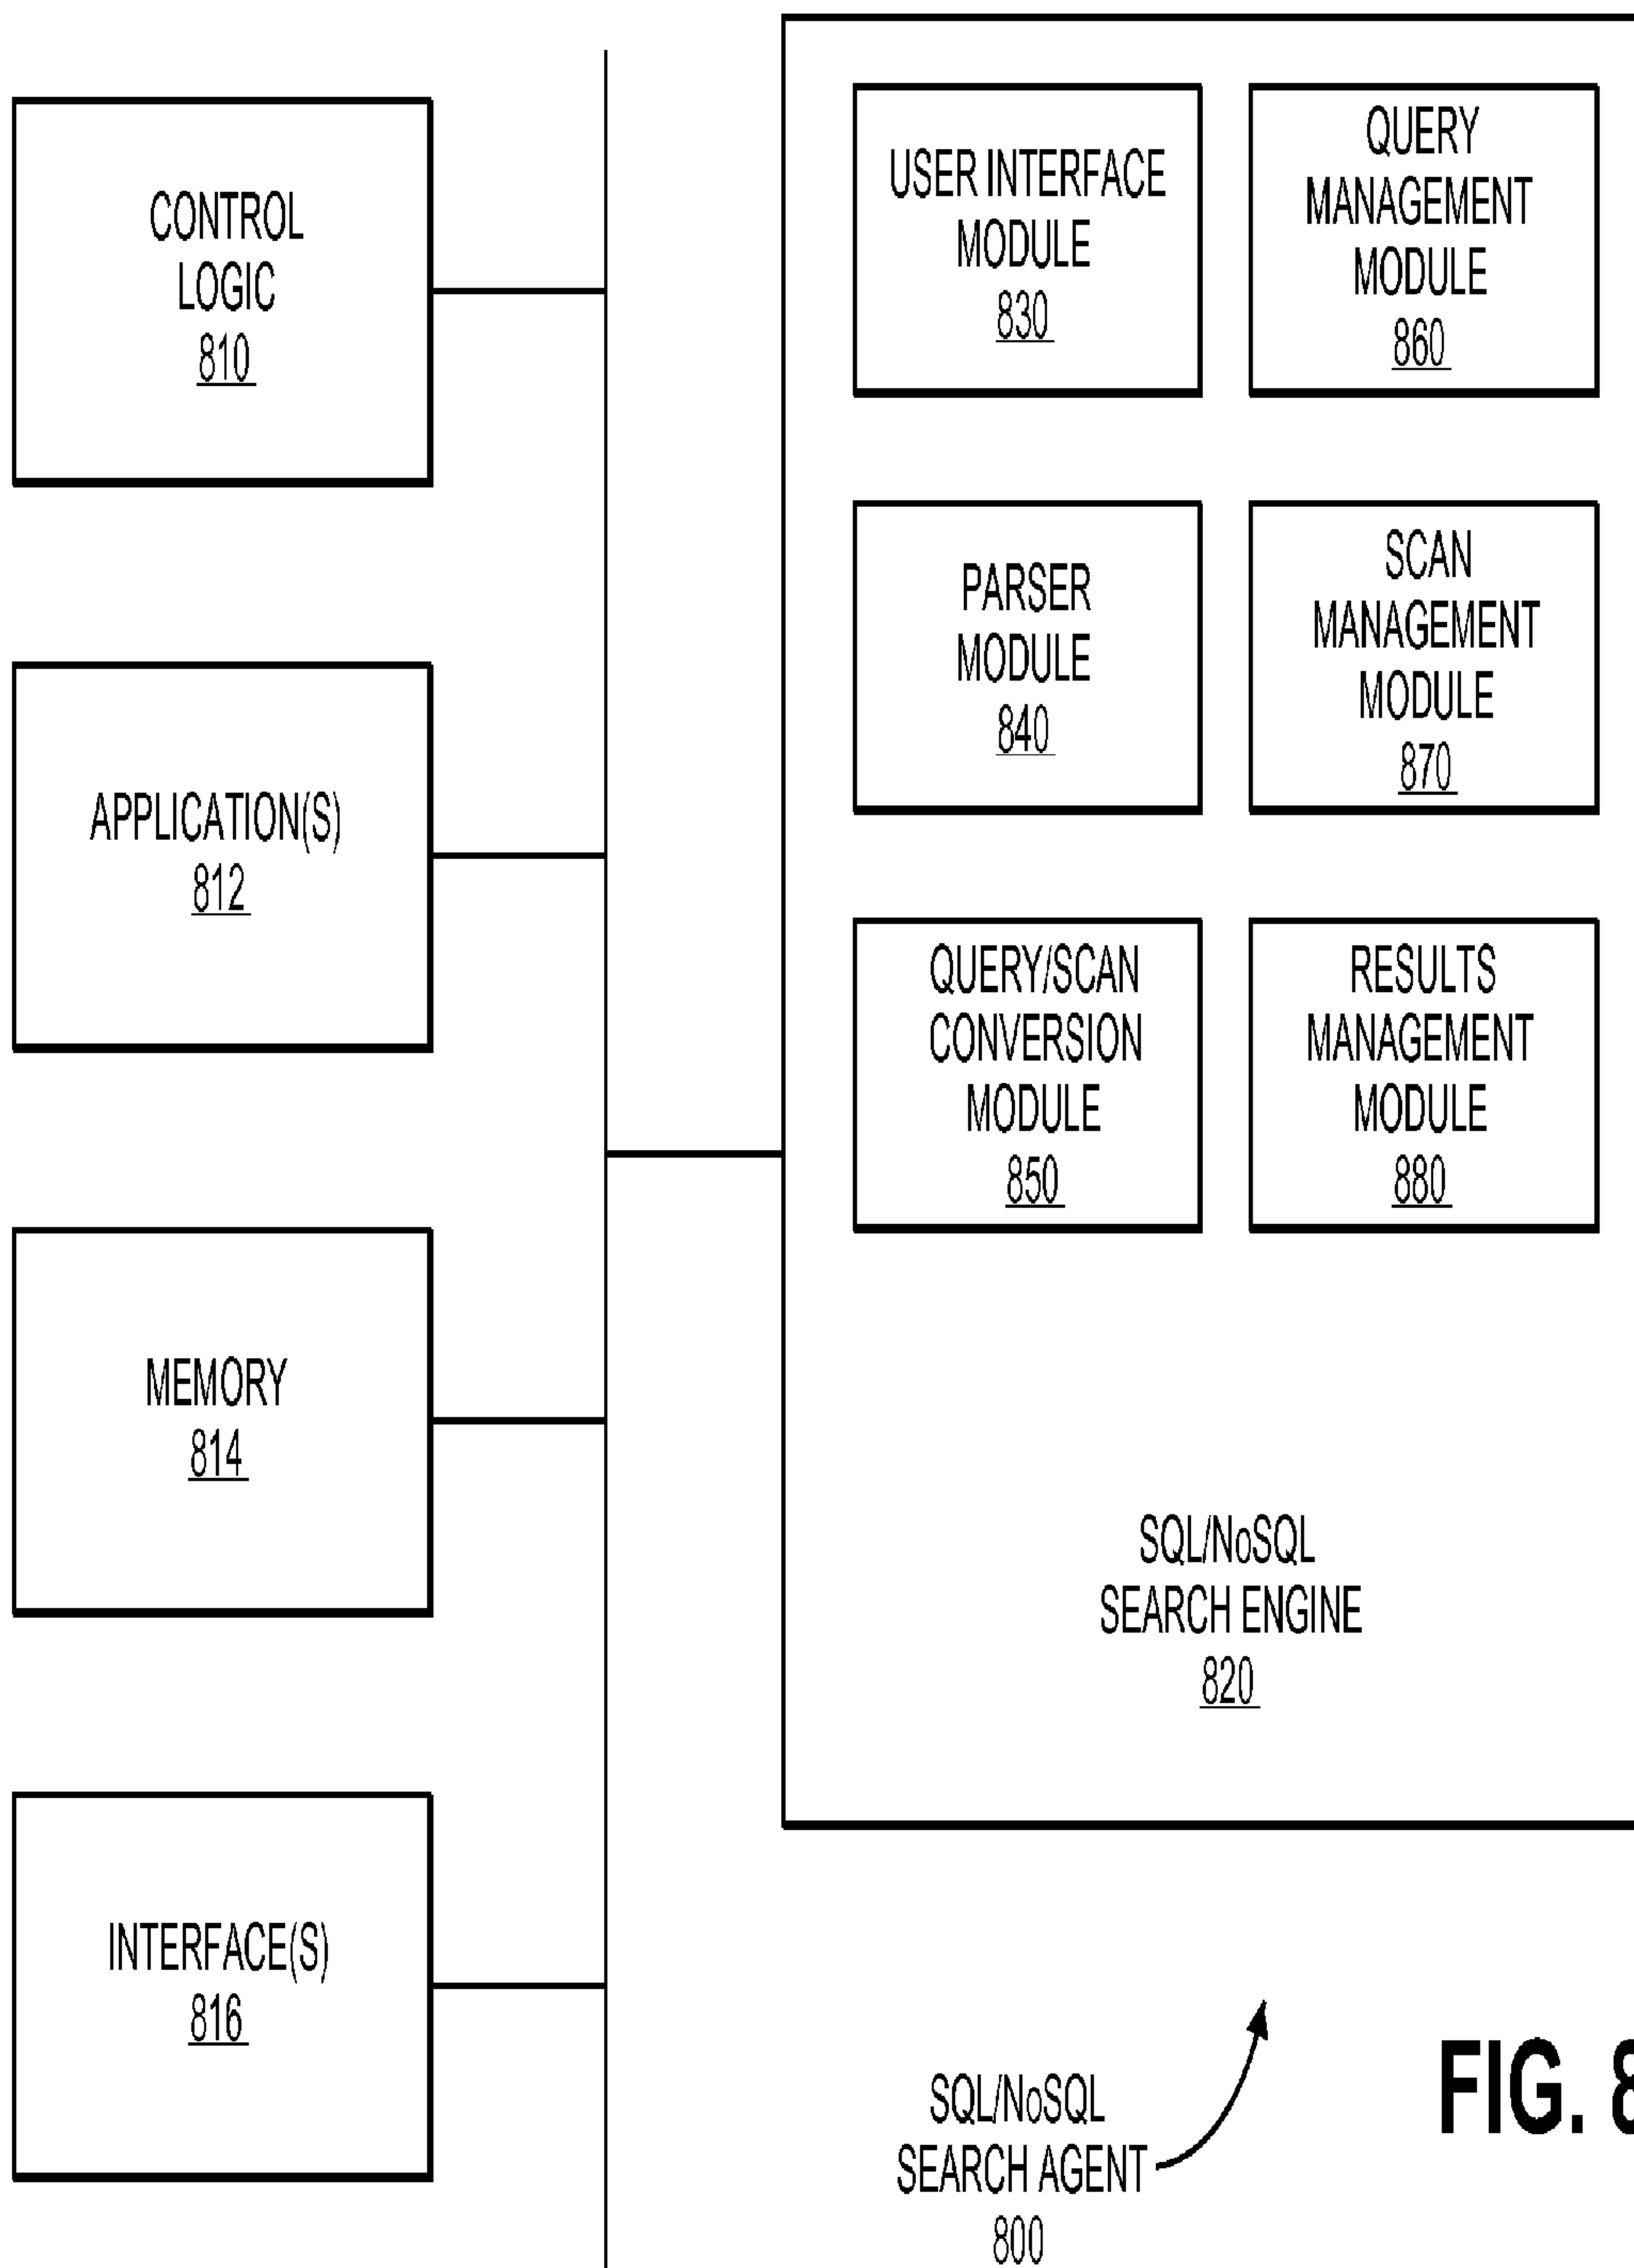 CONTROL
LOGIC
810
APPLICATION(S)
812
MEMORY
814
INTERFACE(S)
816
USER INTERFACE
MODULE
830
QUERY
MANAGEMENT
MODULE
860
PARSER
MODULE
840
SCAN
MANAGEMENT
MODULE
870
QUERY/SCAN
CONVERSION
MODULE
850
RESULTS
MANAGEMENT
MODULE
880
SQL/NoSQL
SEARCH ENGINE
820
SQL/NoSQL
SEARCH AGENT
800
FIG. 8